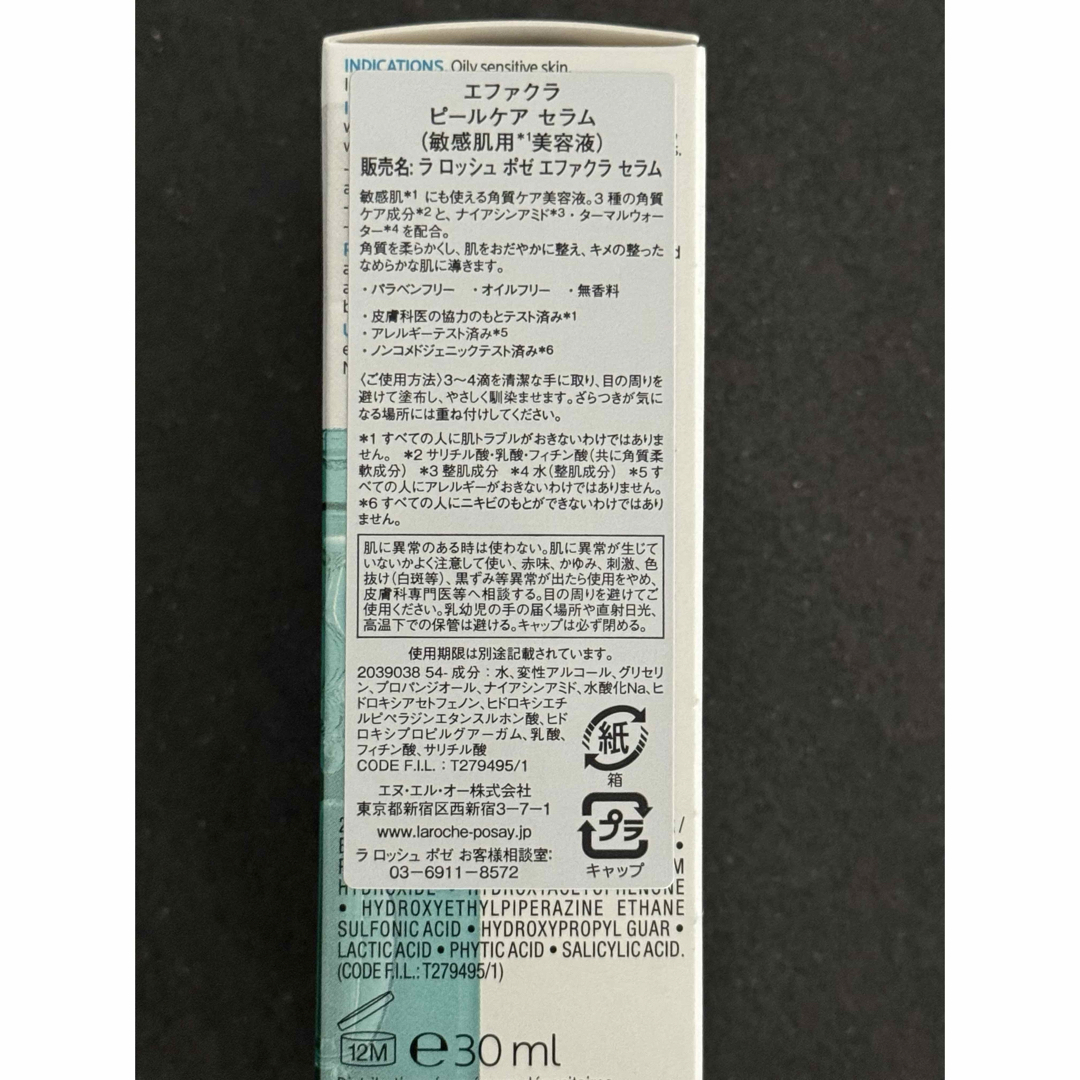 INDICATIONS. Oily sensitive skin.
エファクラ
ピールケア セラム
(敏感肌用*¹美容液)
販売名: ラ ロッシュ ポゼ エファクラ セラム
敏感肌*¹ にも使える角質ケア美容液。3 種の角質
ケア成分*²と、ナイアシンアミド*³・ターマルウォー
ター*⁴を配合。
角質を柔らかくし、肌をおだやかに整え、キメの整った
なめらかな肌に導きます。
・パラベンフリー ・オイルフリー ・無香料
・皮膚科医の協力のもとテスト済み*¹
・アレルギーテスト済み*⁵
・ノンコメドジェニックテスト済み*⁶
〈ご使用方法〉3〜4滴を清潔な手に取り、目の周りを
避けて塗布し、やさしく馴染ませます。ざらつきが気に
なる場所には重ね付けしてください。
*1 すべての人に肌トラブルがおきないわけではありま
せん。 *2 サリチル酸・乳酸・フィチン酸(共に角質柔
軟成分) *3 整肌成分 *4 水(整肌成分) *5 す
べての人にアレルギーがおきないわけではありません。
*6 すべての人にニキビのもとができないわけではあり
ません。
肌に異常のある時は使わない。肌に異常が生じて
いないかよく注意して使い、赤味、かゆみ、刺激、色
抜け(白斑等)、黒ずみ等異常が出たら使用をやめ、
皮膚科専門医等へ相談する。目の周りを避けてご
使用ください。乳幼児の手の届く場所や直射日光、
高温下での保管は避ける。キャップは必ず閉める。
使用期限は別途記載されています。
2039038 54- 成分 : 水、変性アルコール、グリセリ
ン、プロパンジオール、ナイアシンアミド、水酸化Na、ヒ
ドロキシアセトフェノン、ヒドロキシエチ
ルピペラジンエタンスルホン酸、ヒド
ロキシプロピルグアーガム、乳酸、
フィチン酸、サリチル酸
CODE F.I.L. : T279495/1
紙
箱
エヌ・エル・オー株式会社
東京都新宿区西新宿3−7−1
www.laroche-posay.jp
ラ ロッシュ ポゼ お客様相談室:
03−6911−8572
プラ
キャップ
HYDROXIDE • HYDROXYACETOPHENONE
• HYDROXYETHYLPIPERAZINE ETHANE
SULFONIC ACID • HYDROXYPROPYL GUAR •
LACTIC ACID • PHYTIC ACID • SALICYLIC ACID.
(CODE F.I.L.: T279495/1)
12M ℮30 ml